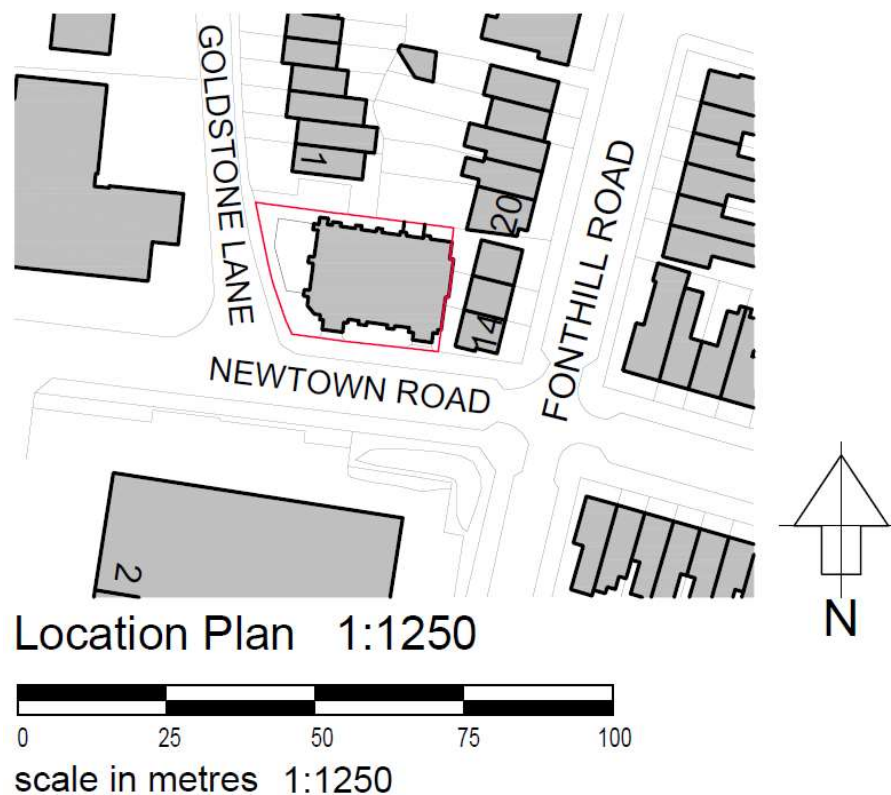 GOLDSTONE LANE
1
20
FONTHILL ROAD
14
NEWTOWN ROAD
2
N
Location Plan 1:1250
0 25 50 75 100
scale in metres 1:1250